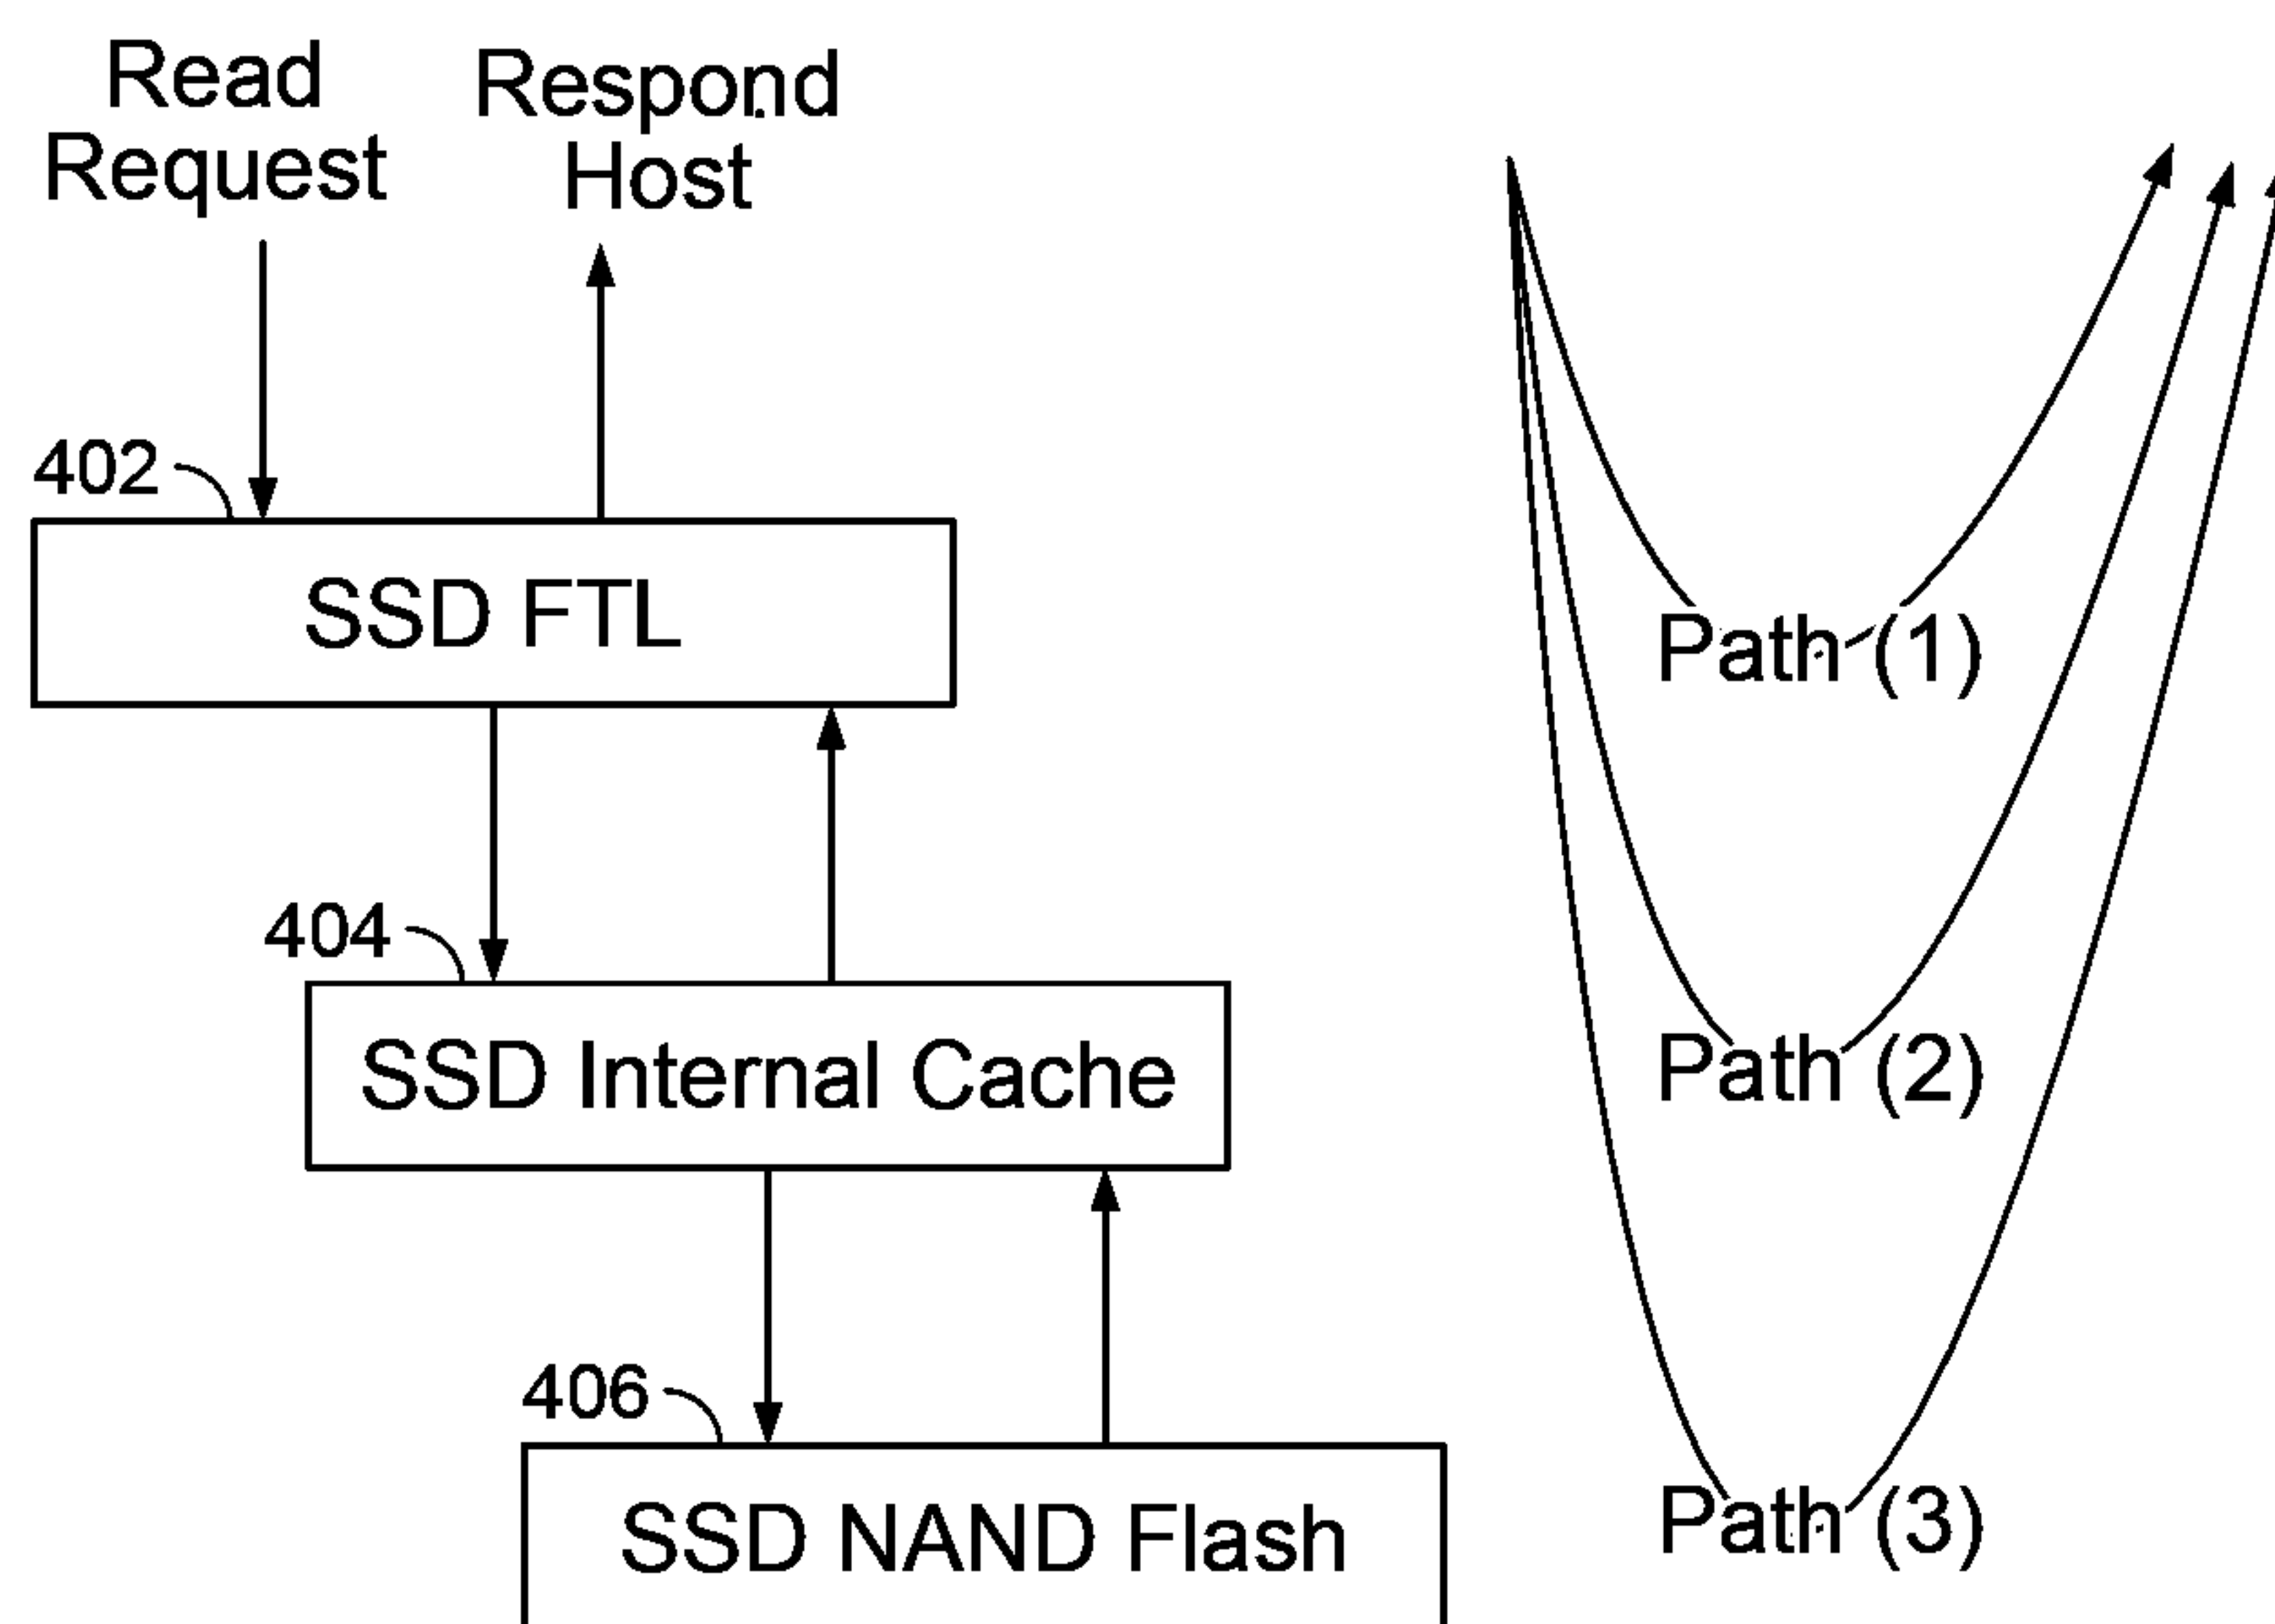 Read
Request
Respond
Host
402
SSD FTL
Path (1)
404
SSD Internal Cache
Path (2)
406
SSD NAND Flash
Path (3)